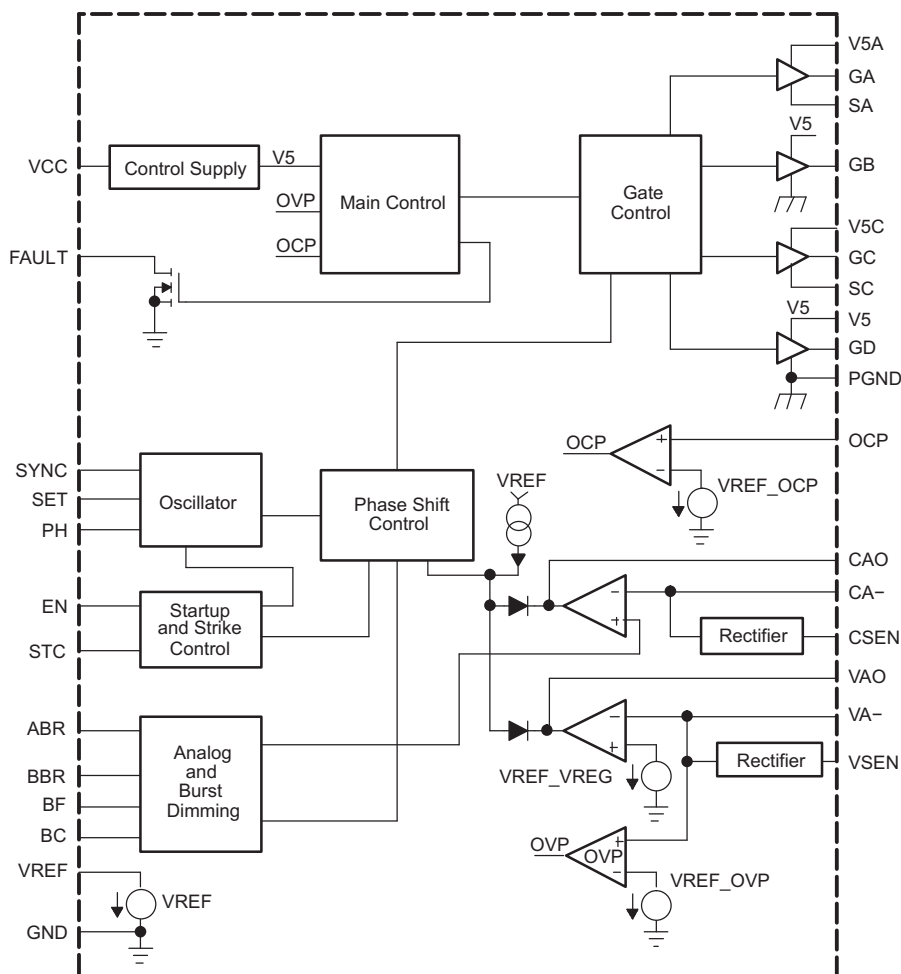 V5A
GA
SA
V5
GB
VCC
Control Supply
V5
OVP
OCP
Main Control
Gate
Control
V5C
GC
SC
FAULT
V5
V5
GD
PGND
OCP
OCP
+
−
VREF_OCP
SYNC
SET
PH
Oscillator
Phase Shift
Control
VREF
CAO
CA−
CSEN
−
+
Rectifier
EN
STC
Startup
and Strike
Control
VAO
VA−
VSEN
−
+
Rectifier
VREF_VREG
ABR
BBR
BF
BC
Analog
and
Burst
Dimming
OVP
OVP
+
−
VREF_OVP
VREF
VREF
GND